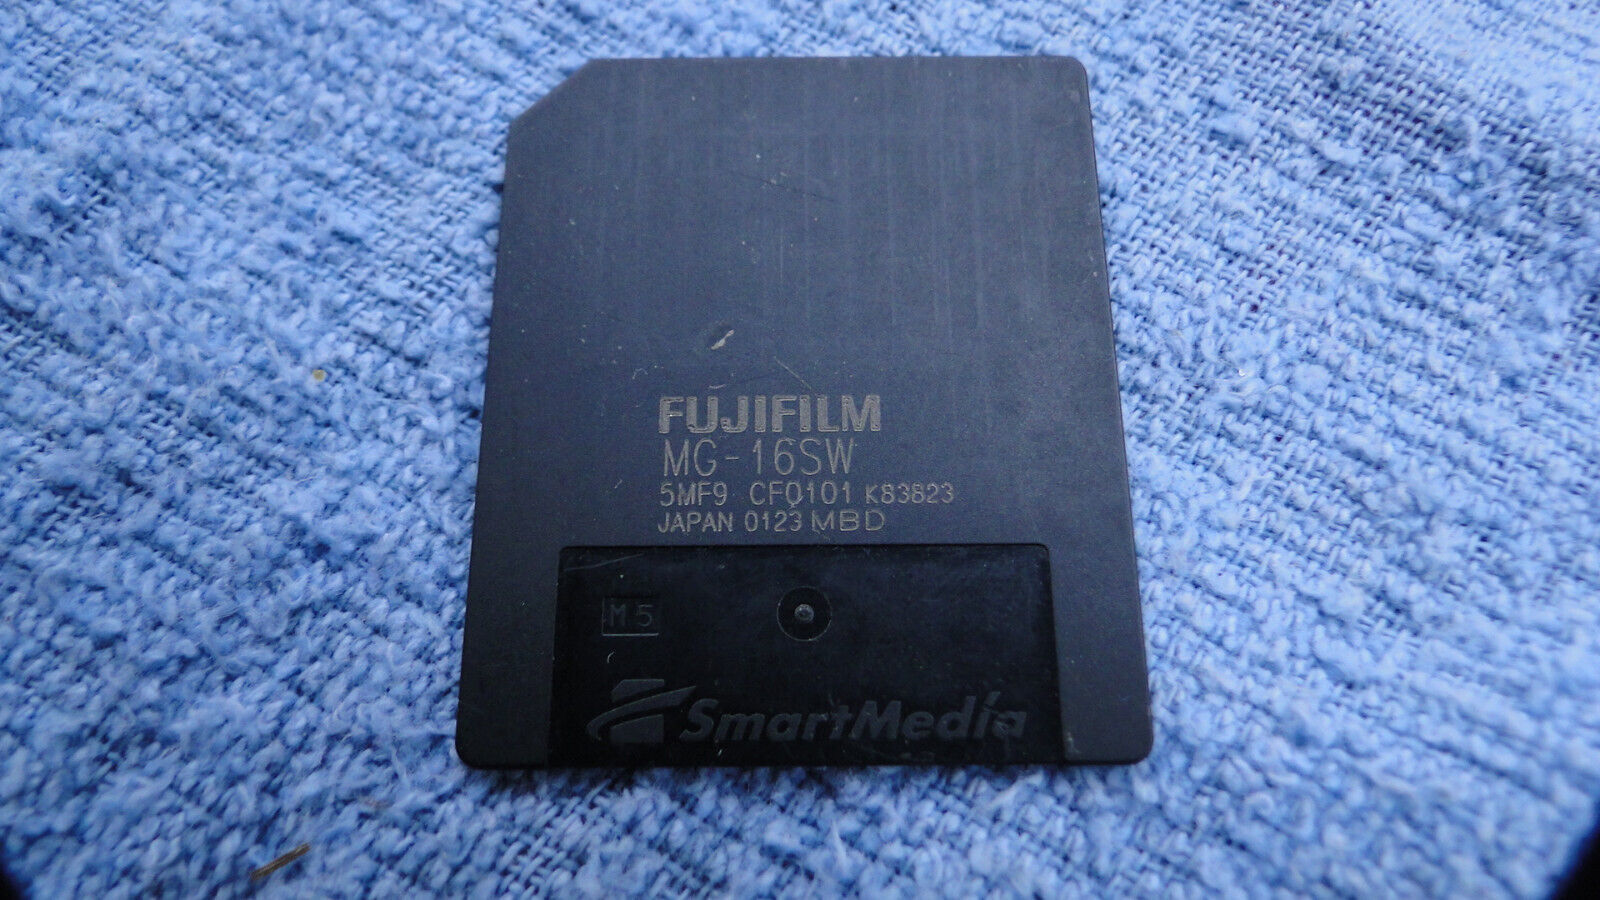 FUJIFILM
MG-16SW
5MF9 CF0101 K83823
JAPAN 0123 MBD
M5
SmartMedia